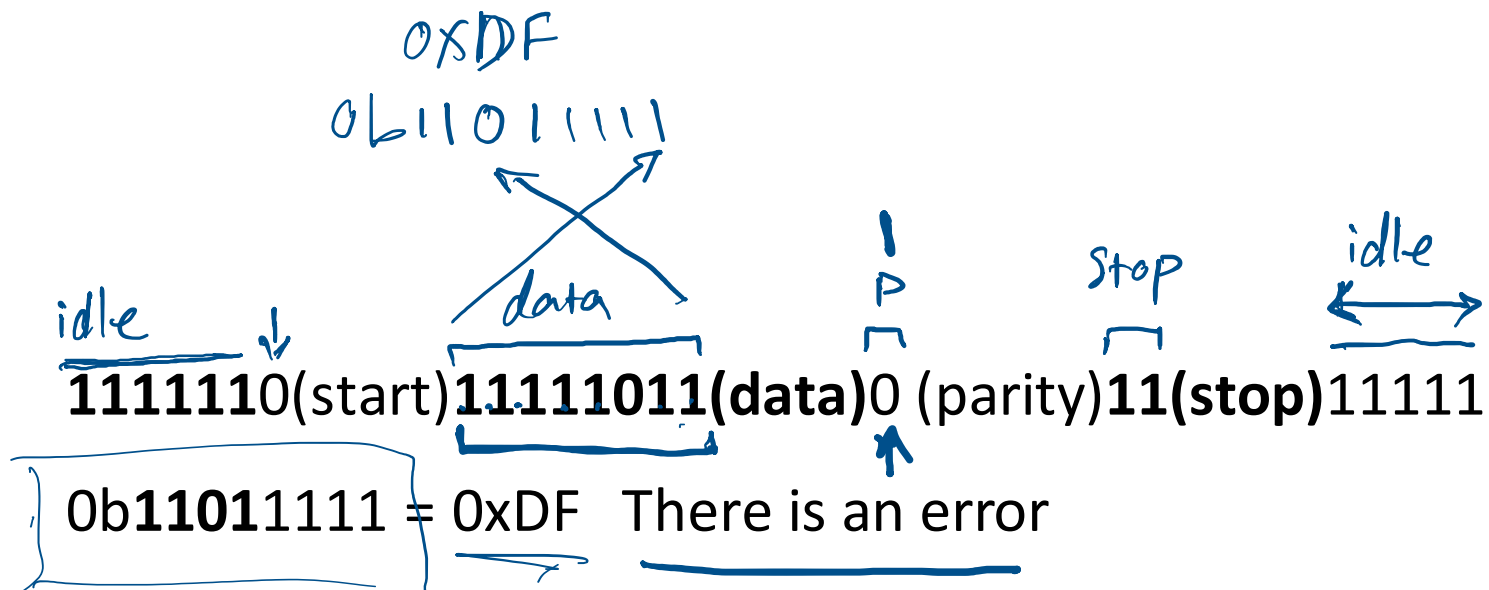 0xDF
0b11011111
idle
data
1
P
Stop
idle
1111110(start)11111011(data)0 (parity)11(stop)11111
0b11011111 = 0xDF There is an error